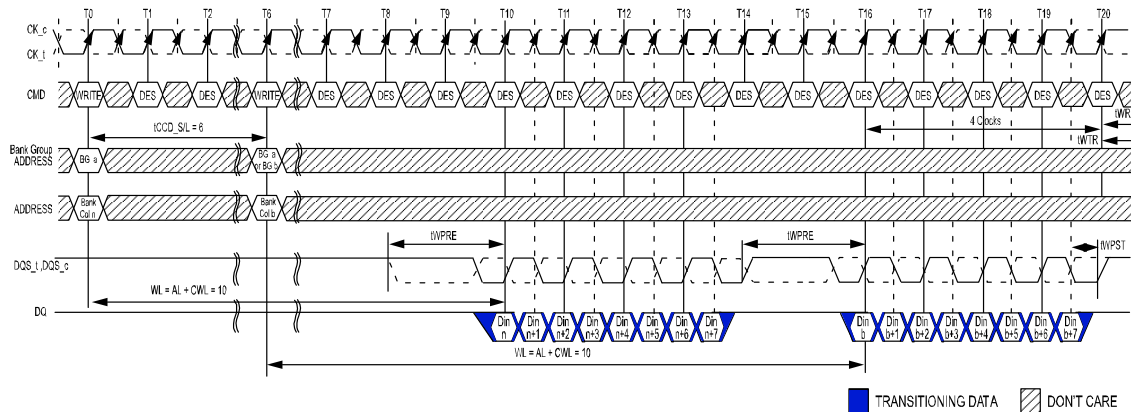 T0 T1 T2 T6 T7 T8 T9 T10 T11 T12 T13 T14 T15 T16 T17 T18 T19 T20
CK_c
CK_t
CMD WRITE DES DES WRITE DES DES DES DES DES DES DES DES DES DES DES DES DES DES
tCCD_S/L = 6
4 Clocks
tWR
tWTR
Bank Group
ADDRESS
BG a
BG a
or BG b
ADDRESS
Bank
Col n
Bank
Col b
tWPRE
tWPRE
tWPST
DQS_t ,DQS_c
WL = AL + CWL = 10
DQ
Din
n
Din
n+1
Din
n+2
Din
n+3
Din
n+4
Din
n+5
Din
n+6
Din
n+7
Din
b
Din
b+1
Din
b+2
Din
b+3
Din
b+4
Din
b+5
Din
b+6
Din
b+7
WL = AL + CWL = 10
TRANSITIONING DATA
DON'T CARE